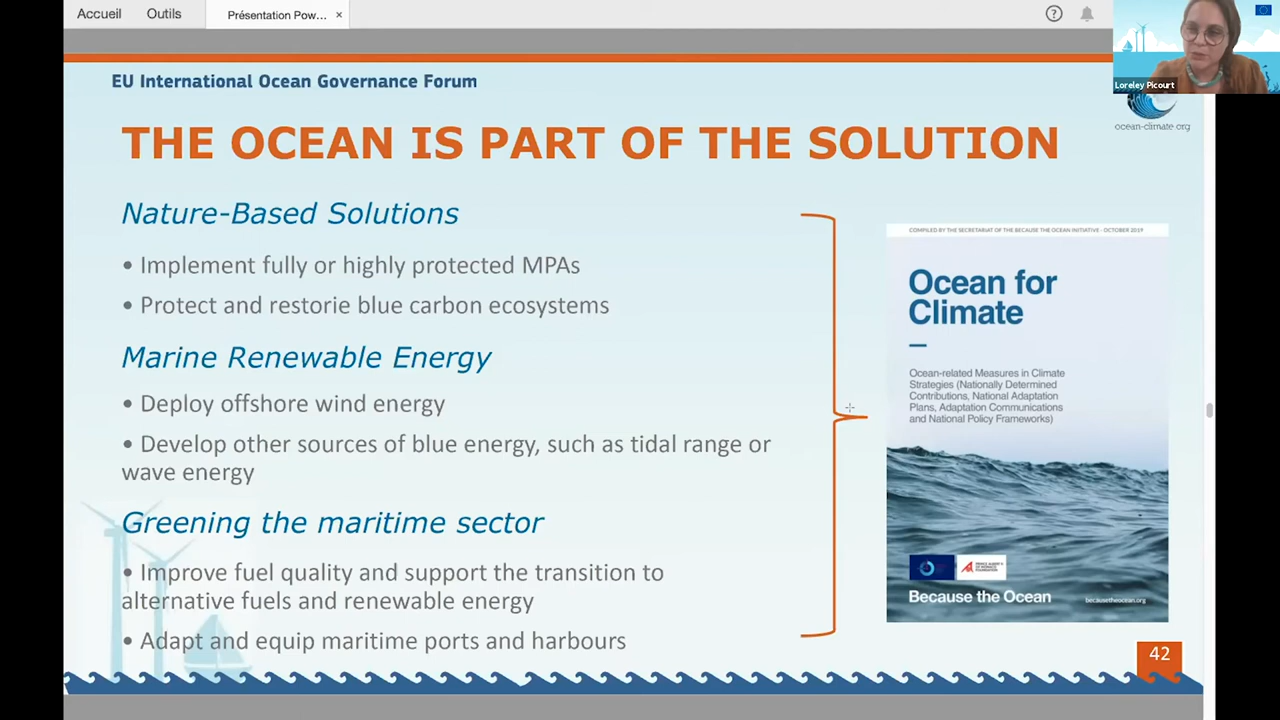 Accueil Outils Présentation Pow... ×
Loreley Picourt
EU International Ocean Governance Forum
ocean-climate.org
THE OCEAN IS PART OF THE SOLUTION
Nature-Based Solutions
• Implement fully or highly protected MPAs
• Protect and restorie blue carbon ecosystems
Marine Renewable Energy
• Deploy offshore wind energy
• Develop other sources of blue energy, such as tidal range or
wave energy
Greening the maritime sector
• Improve fuel quality and support the transition to
alternative fuels and renewable energy
• Adapt and equip maritime ports and harbours
COMPILED BY THE SECRETARIAT OF THE BECAUSE THE OCEAN INITIATIVE - OCTOBER 2019
Ocean for
Climate
Ocean-related Measures in Climate
Strategies (Nationally Determined
Contributions, National Adaptation
Plans, Adaptation Communications
and National Policy Frameworks)
Because the Ocean
becausetheocean.org
42